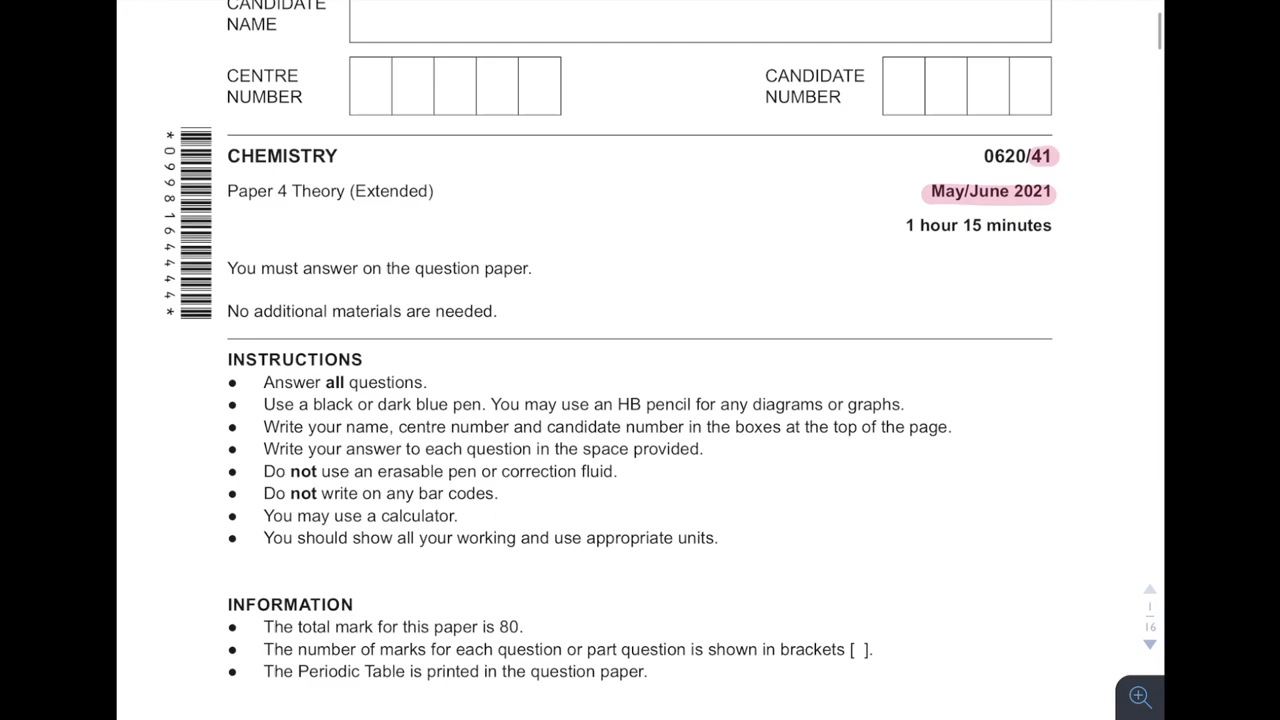 CANDIDATE
NAME
CENTRE
NUMBER
CANDIDATE
NUMBER
*0998164444*
CHEMISTRY
0620/41
Paper 4 Theory (Extended)
May/June 2021
1 hour 15 minutes
You must answer on the question paper.
No additional materials are needed.
INSTRUCTIONS
● Answer all questions.
● Use a black or dark blue pen. You may use an HB pencil for any diagrams or graphs.
● Write your name, centre number and candidate number in the boxes at the top of the page.
● Write your answer to each question in the space provided.
● Do not use an erasable pen or correction fluid.
● Do not write on any bar codes.
● You may use a calculator.
● You should show all your working and use appropriate units.
INFORMATION
● The total mark for this paper is 80.
● The number of marks for each question or part question is shown in brackets [ ].
● The Periodic Table is printed in the question paper.
1
16